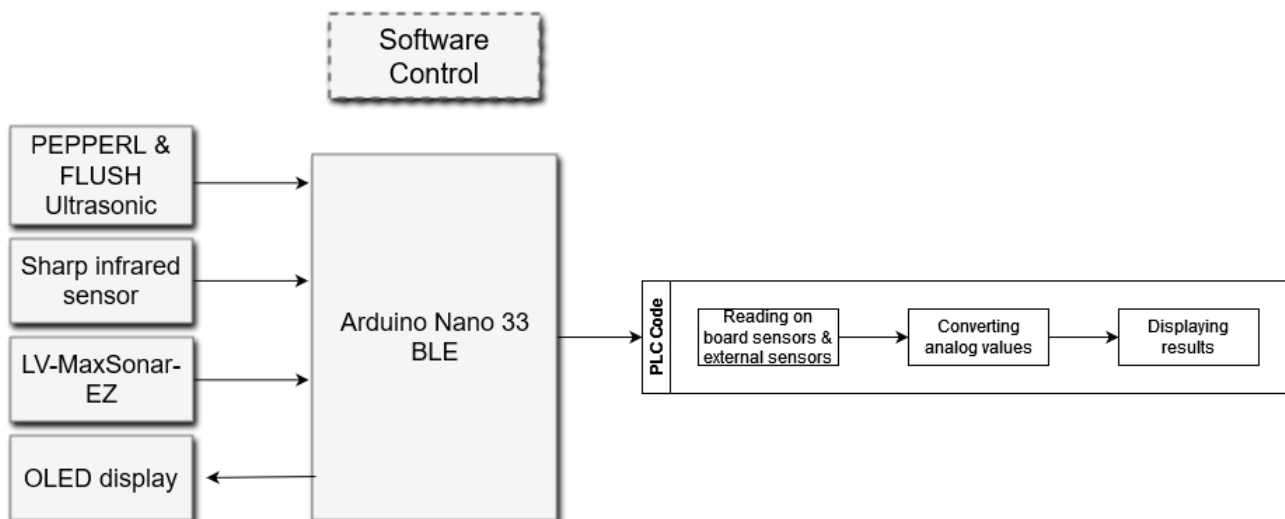 Software
Control
PEPPERL &
FLUSH
Ultrasonic
Sharp infrared
sensor
LV-MaxSonar-
EZ
OLED display
Arduino Nano 33
BLE
PLC Code
Reading on
board sensors &
external sensors
Converting
analog values
Displaying
results